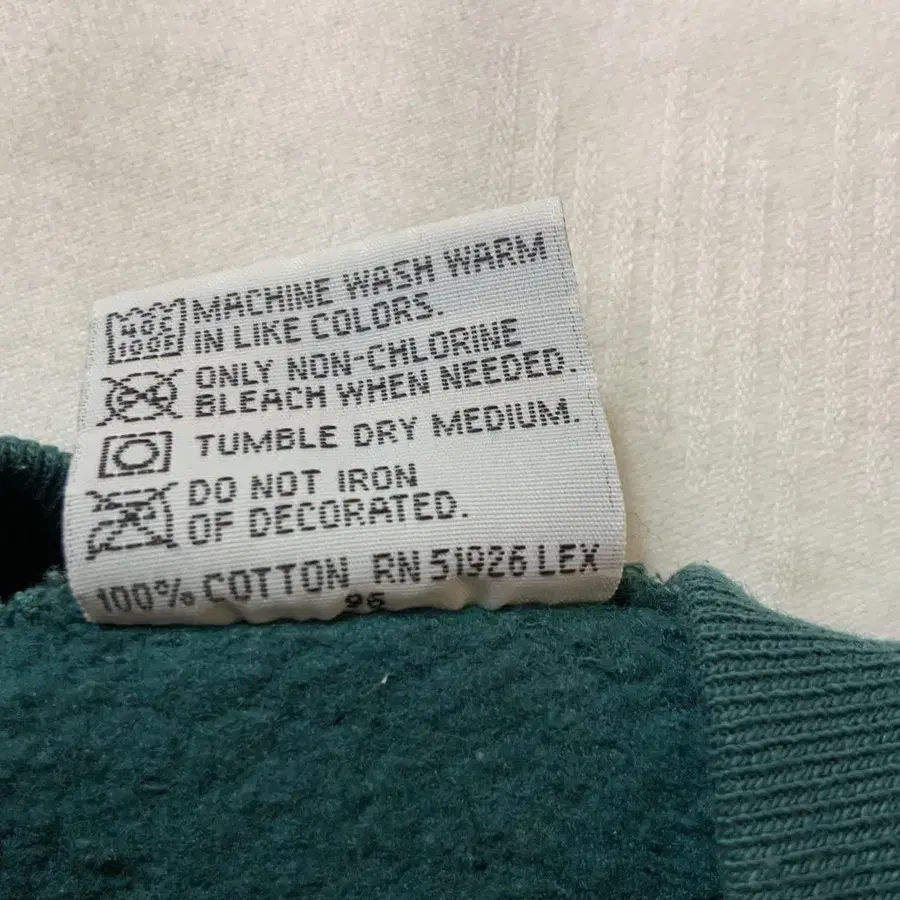 MACHINE WASH WARM
IN LIKE COLORS.
ONLY NON-CHLORINE
BLEACH WHEN NEEDED.
TUMBLE DRY MEDIUM.
DO NOT IRON
OF DECORATED.
100% COTTON RN 51926 LEX
96